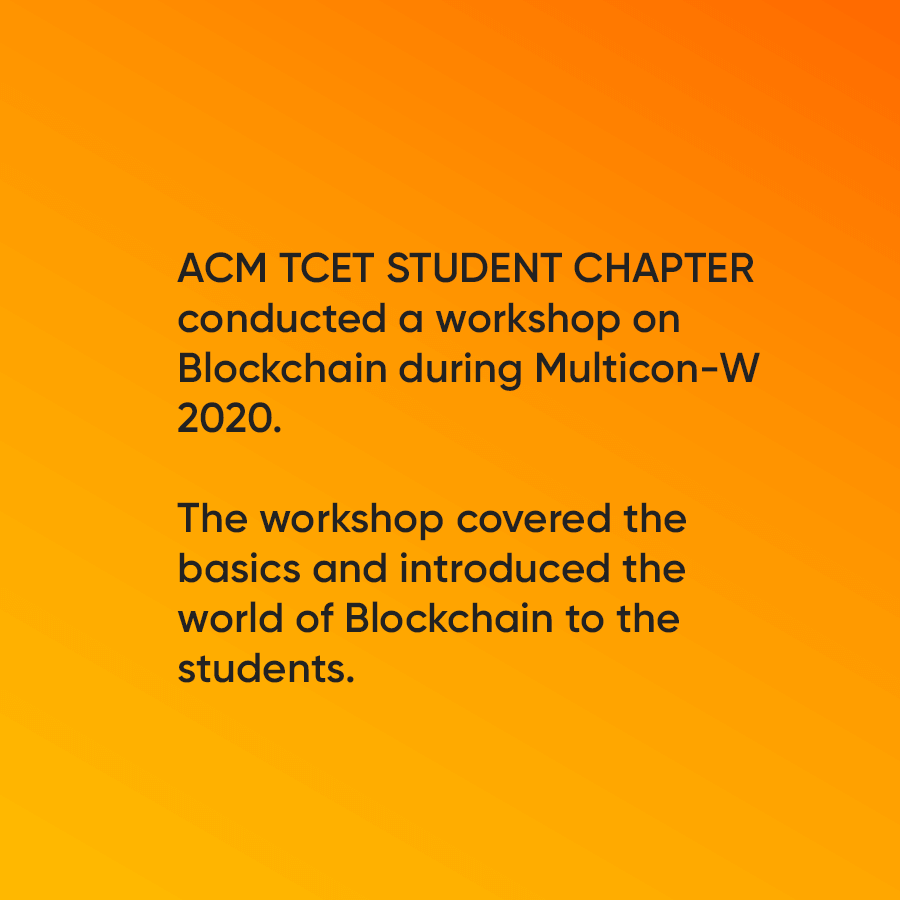 ACM TCET STUDENT CHAPTER
conducted a workshop on
Blockchain during Multicon-W
2020.
The workshop covered the
basics and introduced the
world of Blockchain to the
students.